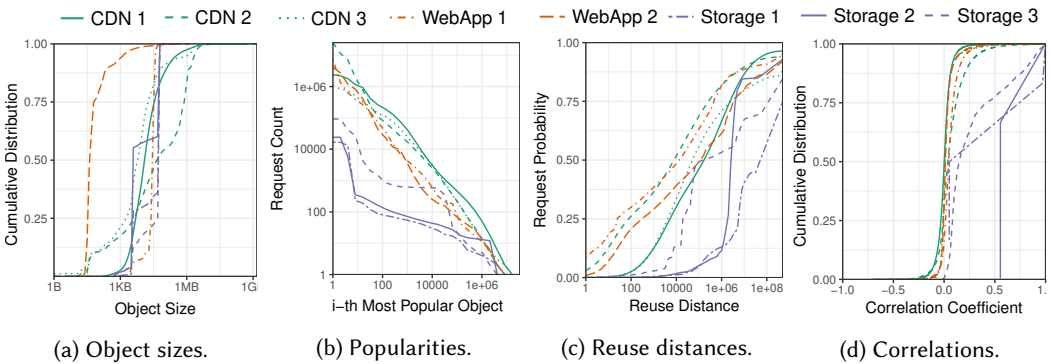 CDN 1 CDN 2 CDN 3 WebApp 1 WebApp 2 Storage 1 Storage 2 Storage 3
Cumulative Distribution
1.00
0.75
0.50
0.25
1B 1KB 1MB 1G
Object Size
(a) Object sizes.
Request Count
1e+06
10000
100
1
1 100 10000 1e+06
i−th Most Popular Object
(b) Popularities.
Request Probability
1.00
0.75
0.50
0.25
0.00
1 100 10000 1e+06 1e+08
Reuse Distance
(c) Reuse distances.
Cumulative Distribution
1.00
0.75
0.50
0.25
0.00
−1.0 −0.5 0.0 0.5 1.
Correlation Coefficient
(d) Correlations.